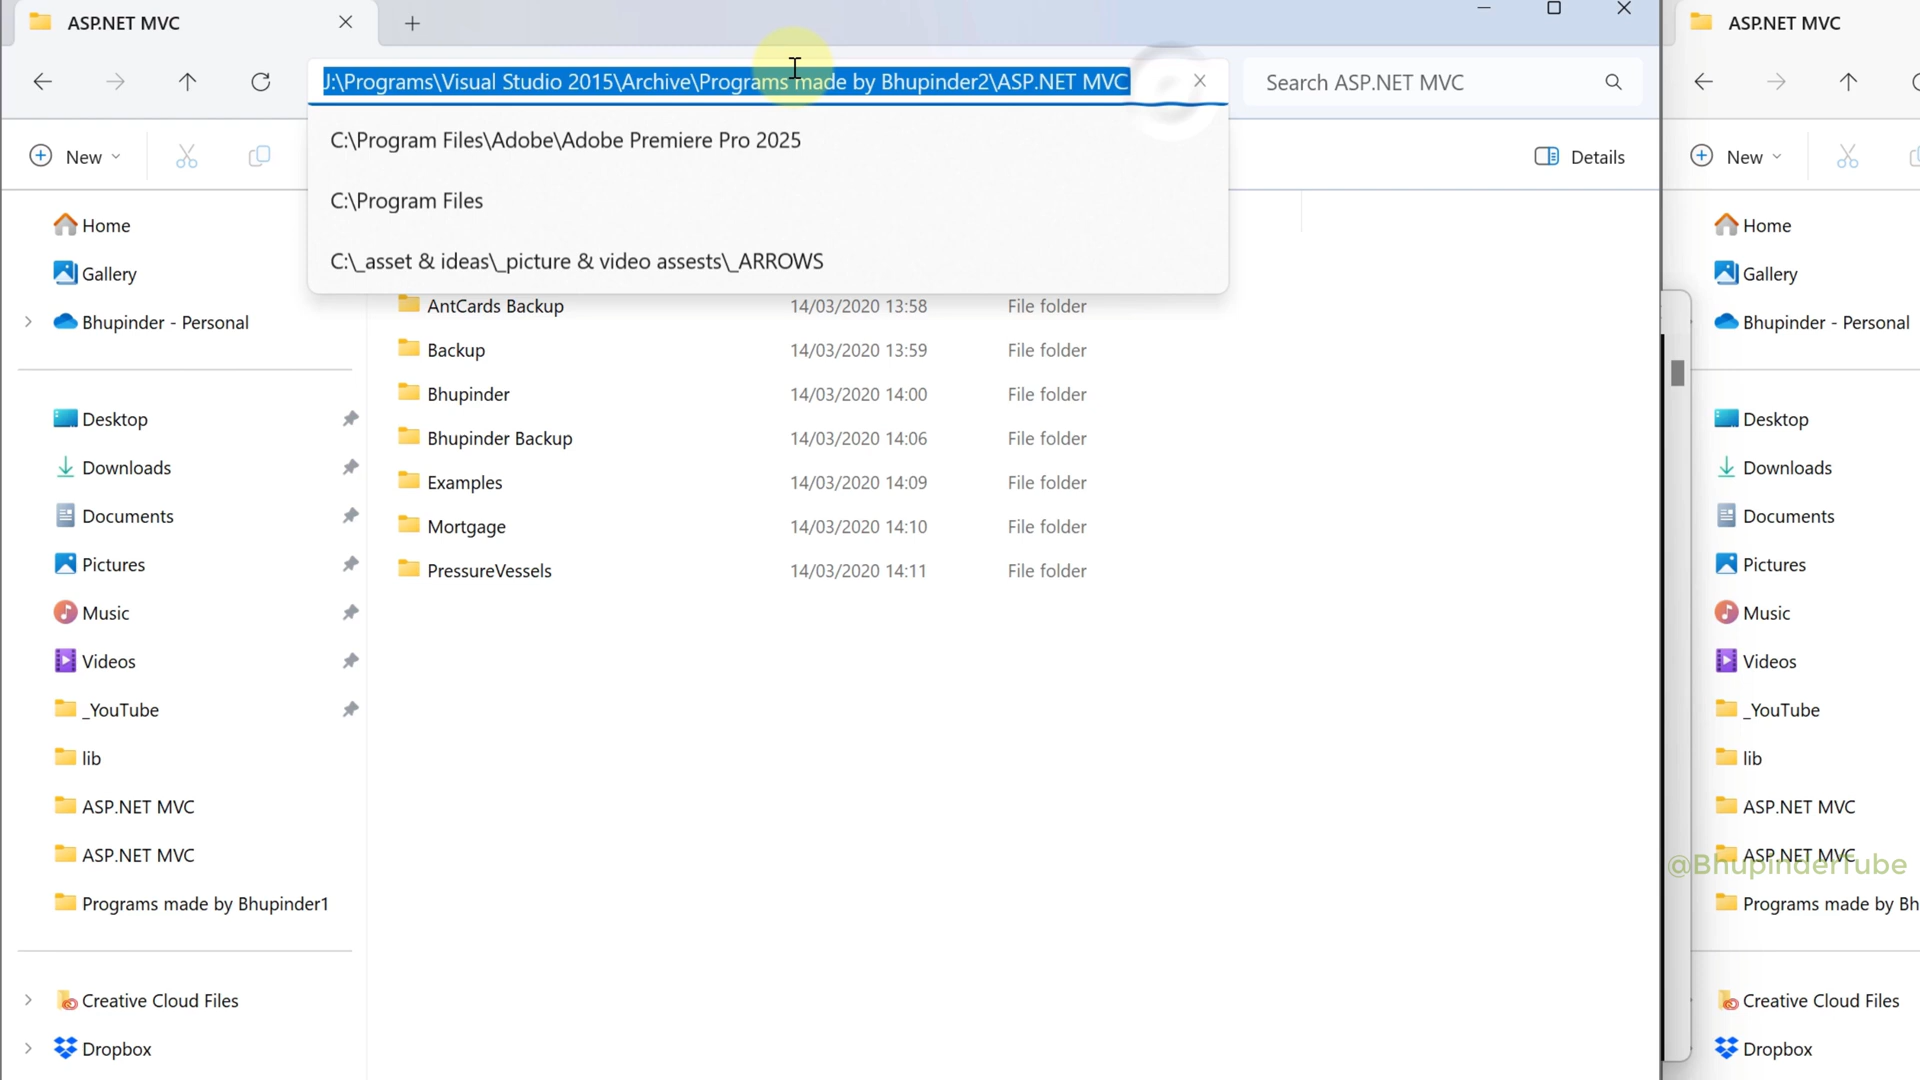 ASP.NET MVC
J:\Programs\Visual Studio 2015\Archive\Programs made by Bhupinder2\ASP.NET MVC
Search ASP.NET MVC
New
Details
C:\Program Files\Adobe\Adobe Premiere Pro 2025
C:\Program Files
C:\_asset & ideas\_picture & video assests\_ARROWS
Home
Gallery
Bhupinder - Personal
Desktop
Downloads
Documents
Pictures
Music
Videos
_YouTube
lib
ASP.NET MVC
ASP.NET MVC
Programs made by Bhupinder1
Creative Cloud Files
Dropbox
AntCards Backup 14/03/2020 13:58 File folder
Backup 14/03/2020 13:59 File folder
Bhupinder 14/03/2020 14:00 File folder
Bhupinder Backup 14/03/2020 14:06 File folder
Examples 14/03/2020 14:09 File folder
Mortgage 14/03/2020 14:10 File folder
PressureVessels 14/03/2020 14:11 File folder
ASP.NET MVC
New
Home
Gallery
Bhupinder - Personal
Desktop
Downloads
Documents
Pictures
Music
Videos
_YouTube
lib
ASP.NET MVC
ASP.NET MVC
@BhupinderTube
Programs made by Bh
Creative Cloud Files
Dropbox